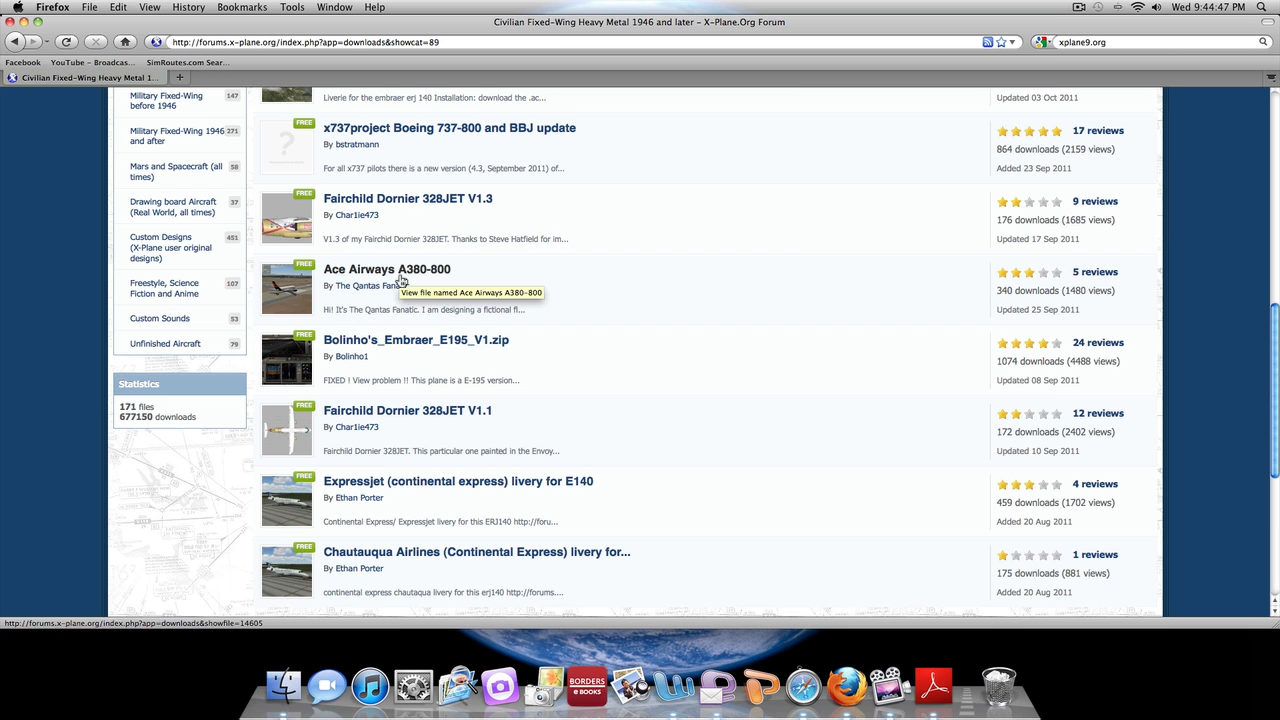 Firefox File Edit View History Bookmarks Tools Window Help Wed 9:44:47 PM
Civilian Fixed-Wing Heavy Metal 1946 and later - X-Plane.Org Forum
http://forums.x-plane.org/index.php?app=downloads&showcat=89
xplane9.org
Facebook YouTube - Broadcas... SimRoutes.com Sear...
Civilian Fixed-Wing Heavy Metal 1...
Military Fixed-Wing before 1946 147
Military Fixed-Wing 1946 and after 271
Mars and Spacecraft (all times) 58
Drawing board Aircraft (Real World, all times) 37
Custom Designs (X-Plane user original designs) 451
Freestyle, Science Fiction and Anime 107
Custom Sounds 53
Unfinished Aircraft 79
Statistics
171 files
677150 downloads
Liverie for the embraer erj 140 Installation: download the .ac...
Updated 03 Oct 2011
FREE
x737project Boeing 737-800 and BBJ update
By bstratmann
For all x737 pilots there is a new version (4.3, September 2011) of...
17 reviews
864 downloads (2159 views)
Added 23 Sep 2011
FREE
Fairchild Dornier 328JET V1.3
By Char1ie473
V1.3 of my Fairchid Dornier 328JET. Thanks to Steve Hatfield for im...
9 reviews
176 downloads (1685 views)
Updated 17 Sep 2011
FREE
Ace Airways A380-800
By The Qantas Fanatic
View file named Ace Airways A380-800
Hi! It's The Qantas Fanatic. I am designing a fictional fl...
5 reviews
340 downloads (1480 views)
Updated 25 Sep 2011
FREE
Bolinho's_Embraer_E195_V1.zip
By Bolinho1
FIXED ! View problem !! This plane is a E-195 version...
24 reviews
1074 downloads (4488 views)
Updated 08 Sep 2011
FREE
Fairchild Dornier 328JET V1.1
By Char1ie473
Fairchild Dornier 328JET. This particular one painted in the Envoy...
12 reviews
172 downloads (2402 views)
Updated 10 Sep 2011
FREE
Expressjet (continental express) livery for E140
By Ethan Porter
Continental Express/ Expressjet livery for this ERJ140 http://foru...
4 reviews
459 downloads (1702 views)
Added 20 Aug 2011
FREE
Chautauqua Airlines (Continental Express) livery for...
By Ethan Porter
continental express chautauqua livery for this erj140 http://forums....
1 reviews
175 downloads (881 views)
Added 20 Aug 2011
http://forums.x-plane.org/index.php?app=downloads&showfile=14605
BORDERS
eBOOKS